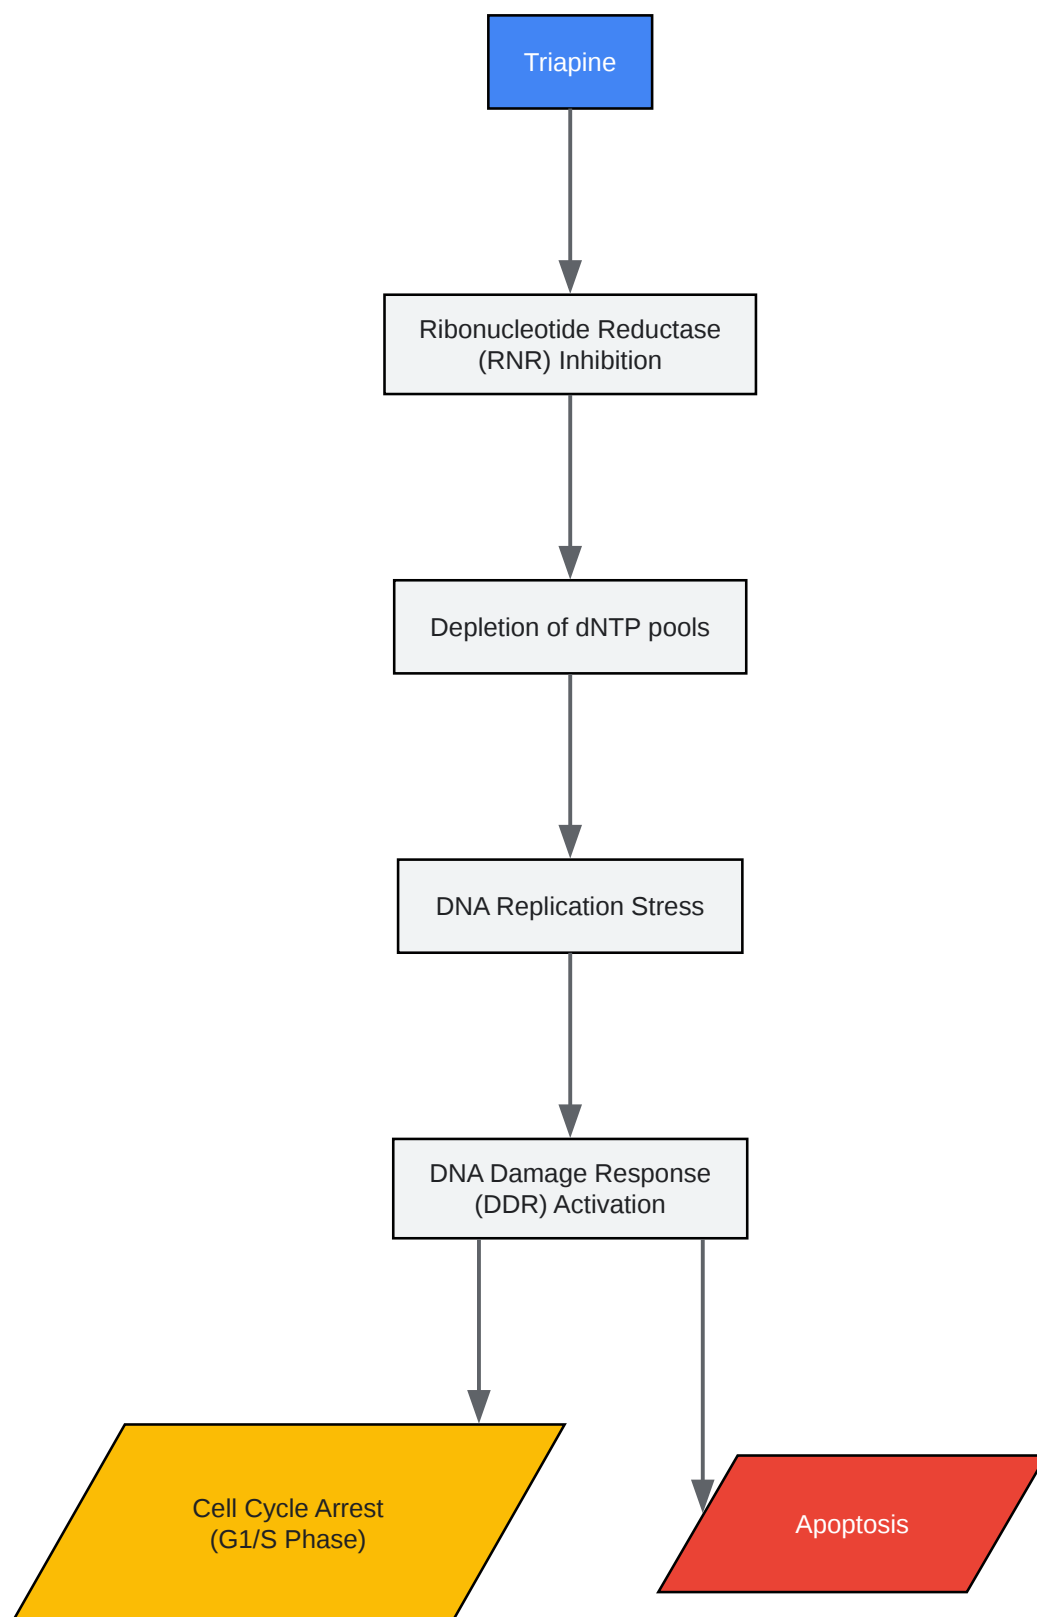 Triapine
Ribonucleotide Reductase
(RNR) Inhibition
Depletion of dNTP pools
DNA Replication Stress
DNA Damage Response
(DDR) Activation
Cell Cycle Arrest
(G1/S Phase)
Apoptosis